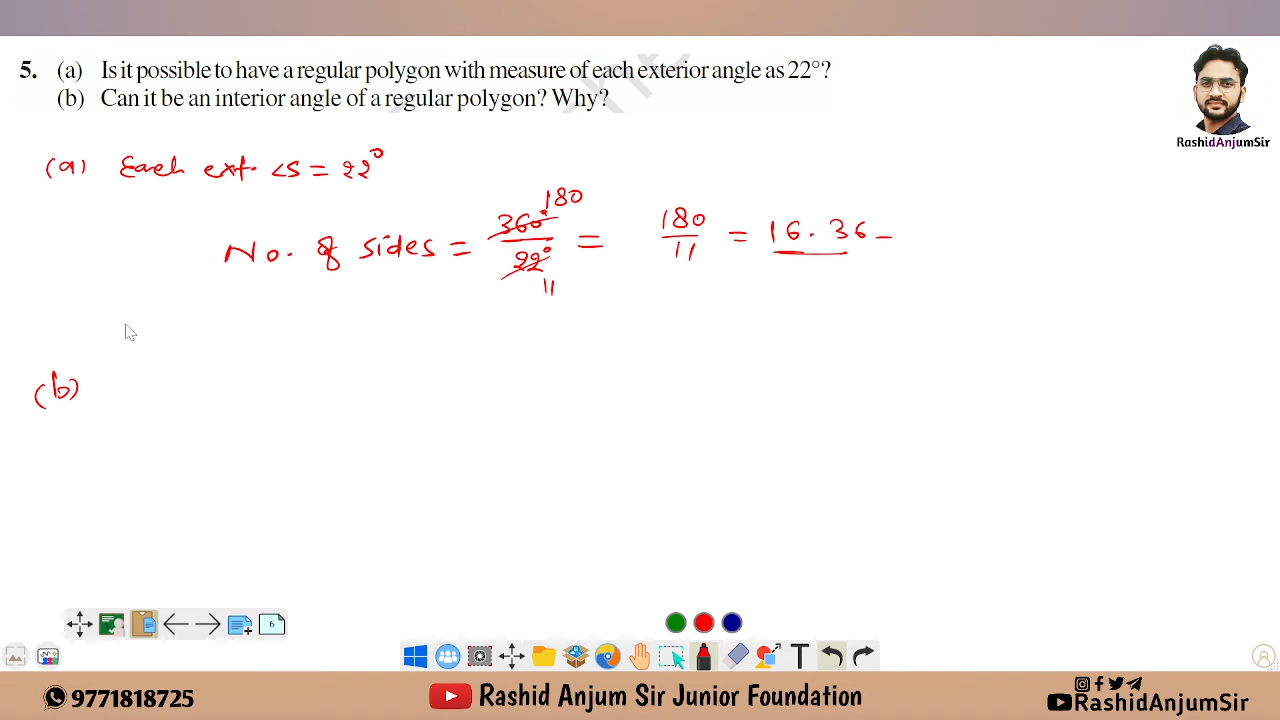 5. (a) Is it possible to have a regular polygon with measure of each exterior angle as 22°?
(b) Can it be an interior angle of a regular polygon? Why?
RashidAnjumSir
(a) Each ext. ∠s = 22°
No. of sides = 360°/22° = 180/11 = 16.36-
180
11
(b)
6
T
9771818725
Rashid Anjum Sir Junior Foundation
RashidAnjumSir